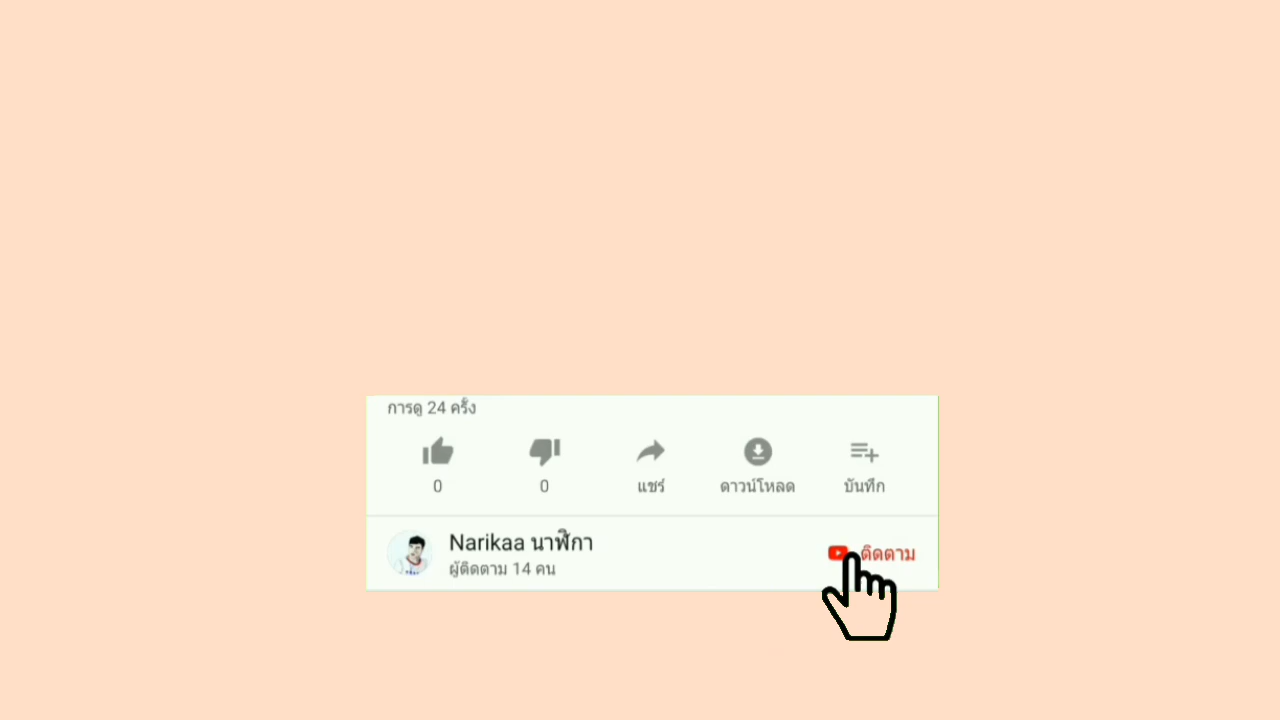 การดู 24 ครั้ง
0 0 แชร์ ดาวน์โหลด บันทึก
Narikaa นาฬิกา
ผู้ติดตาม 14 คน
ติดตาม